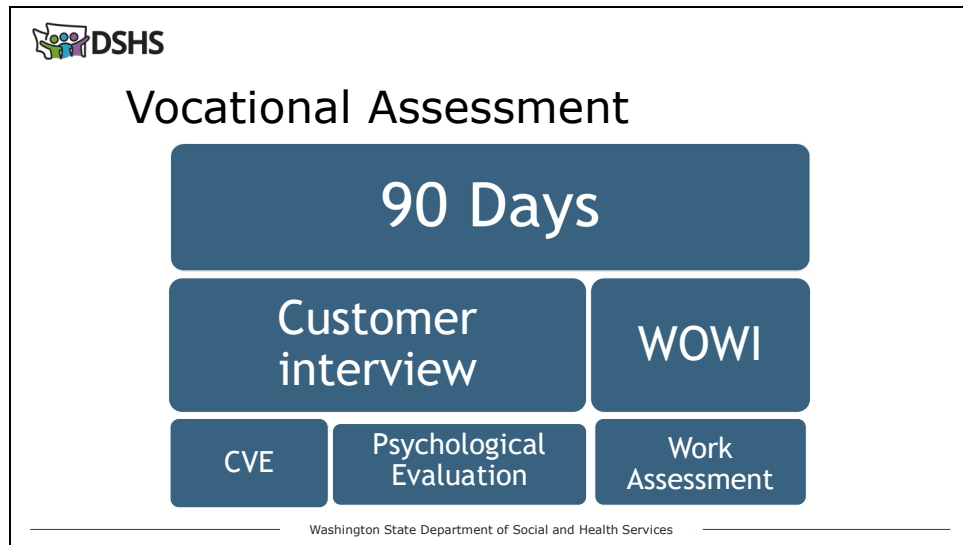 DSHS
Vocational Assessment
90 Days
Customer
interview
WOWI
CVE
Psychological
Evaluation
Work
Assessment
Washington State Department of Social and Health Services